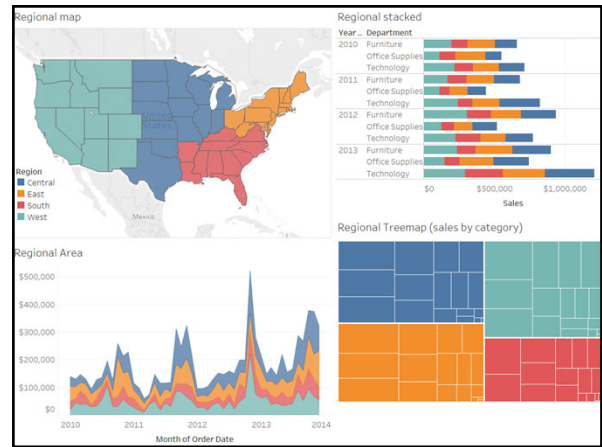 Regional map
United
States
Mexico
Region
Central
East
South
West
Regional stacked
Year .. Department
2010 Furniture
Office Supplies
Technology
2011 Furniture
Office Supplies
Technology
2012 Furniture
Office Supplies
Technology
2013 Furniture
Office Supplies
Technology
$0 $500,000 $1,000,000
Sales
Regional Area
$500,000
$400,000
$300,000
$200,000
$100,000
$0
2010 2011 2012 2013 2014
Month of Order Date
Regional Treemap (sales by category)